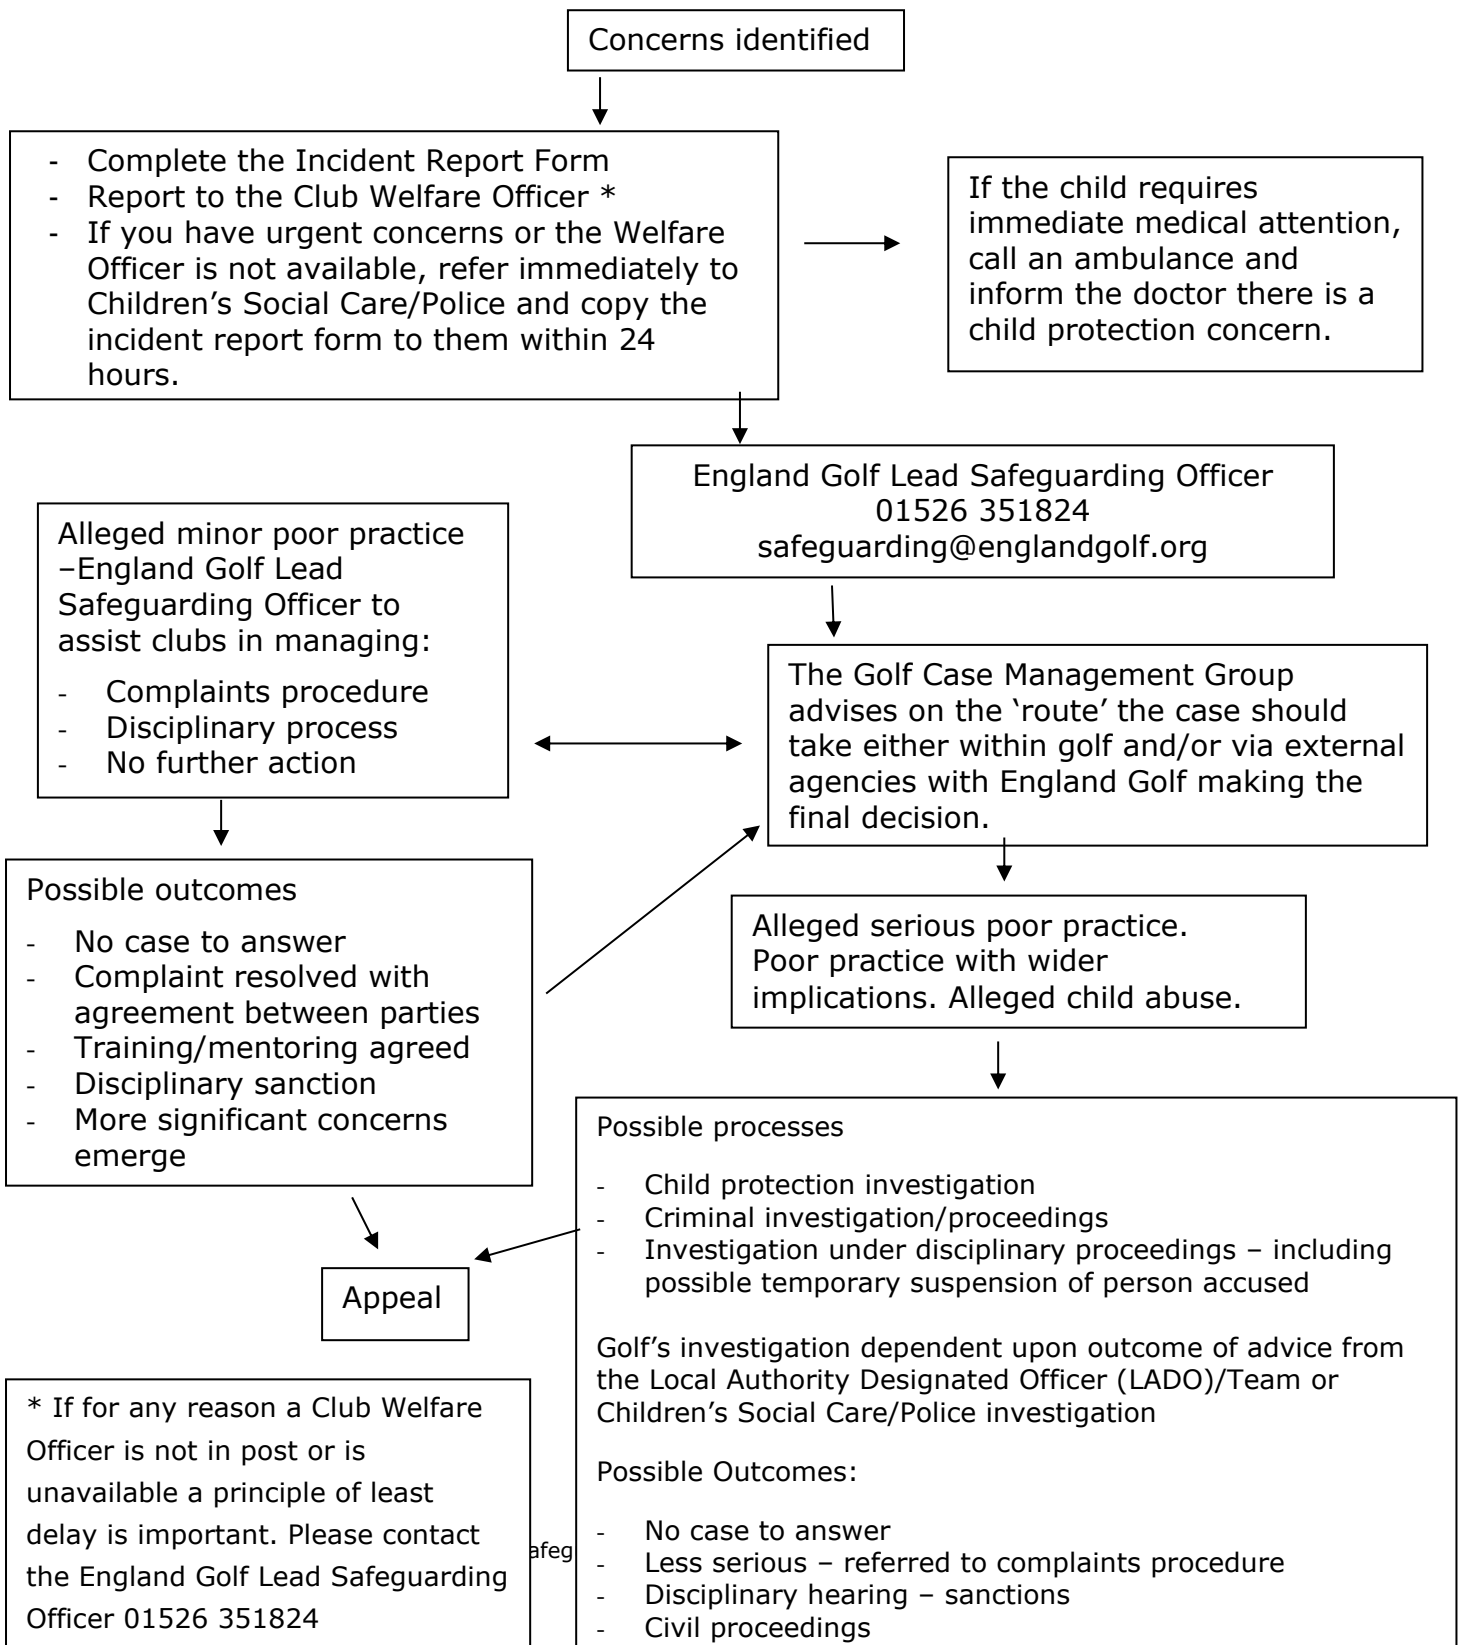 Concerns identified
- Complete the Incident Report Form
- Report to the Club Welfare Officer *
- If you have urgent concerns or the Welfare
Officer is not available, refer immediately to
Children’s Social Care/Police and copy the
incident report form to them within 24
hours.
If the child requires
immediate medical attention,
call an ambulance and
inform the doctor there is a
child protection concern.
England Golf Lead Safeguarding Officer
01526 351824
safeguarding@englandgolf.org
Alleged minor poor practice
–England Golf Lead
Safeguarding Officer to
assist clubs in managing:
- Complaints procedure
- Disciplinary process
- No further action
The Golf Case Management Group
advises on the ‘route’ the case should
take either within golf and/or via external
agencies with England Golf making the
final decision.
Possible outcomes
- No case to answer
- Complaint resolved with
agreement between parties
- Training/mentoring agreed
- Disciplinary sanction
- More significant concerns
emerge
Alleged serious poor practice.
Poor practice with wider
implications. Alleged child abuse.
Possible processes
- Child protection investigation
- Criminal investigation/proceedings
- Investigation under disciplinary proceedings – including
possible temporary suspension of person accused
Golf’s investigation dependent upon outcome of advice from
the Local Authority Designated Officer (LADO)/Team or
Children’s Social Care/Police investigation
Possible Outcomes:
- No case to answer
- Less serious – referred to complaints procedure
- Disciplinary hearing – sanctions
- Civil proceedings
Appeal
* If for any reason a Club Welfare
Officer is not in post or is
unavailable a principle of least
delay is important. Please contact
the England Golf Lead Safeguarding
Officer 01526 351824
afeg